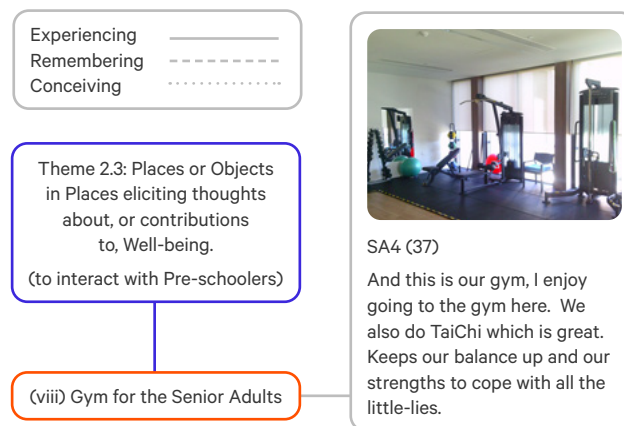 Experiencing
Remembering
Conceiving
Theme 2.3: Places or Objects
in Places eliciting thoughts
about, or contributions
to, Well-being.
(to interact with Pre-schoolers)
(viii) Gym for the Senior Adults
SA4 (37)
And this is our gym, I enjoy
going to the gym here.  We
also do TaiChi which is great.
Keeps our balance up and our
strengths to cope with all the
little-lies.